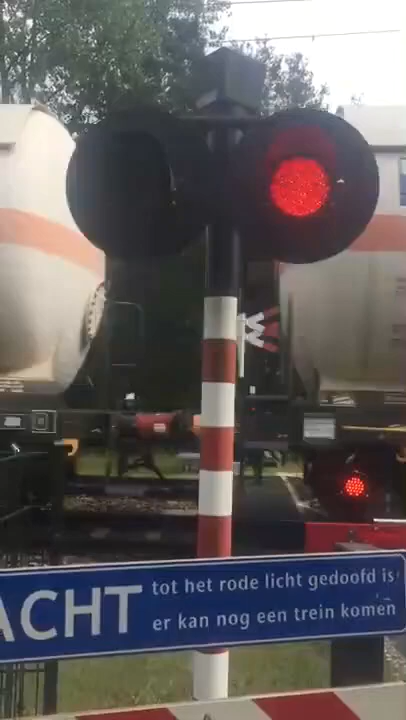 ACHT
tot het rode licht gedoofd is
er kan nog een trein komen